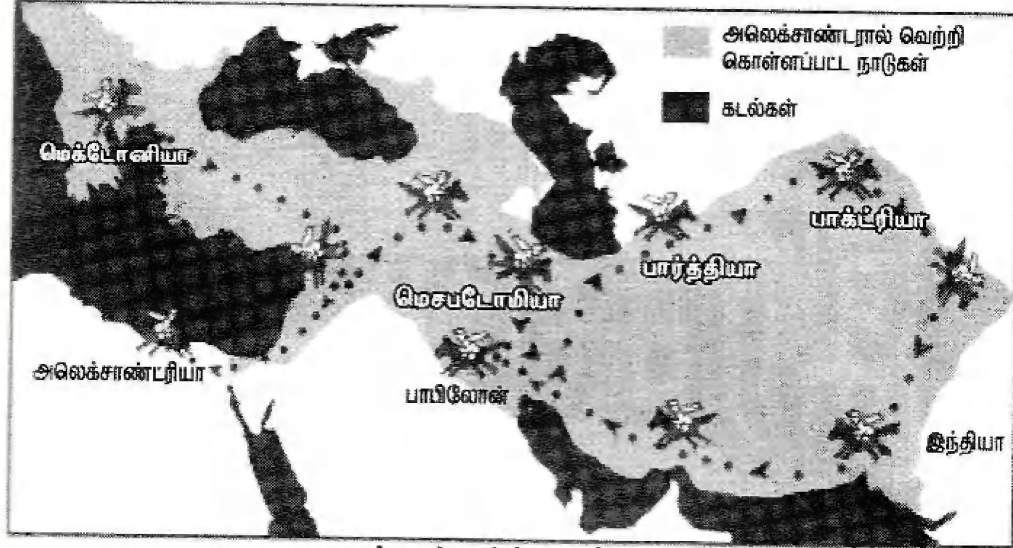 அலெக்சாண்டரால் வெற்றி
கொள்ளப்பட்ட நாடுகள்
கடல்கள்
மெக்டோனியா
பாக்ட்ரியா
பார்த்தியா
மெசபடோமியா
அலெக்சாண்டரியா
பாபிலோன்
இந்தியா